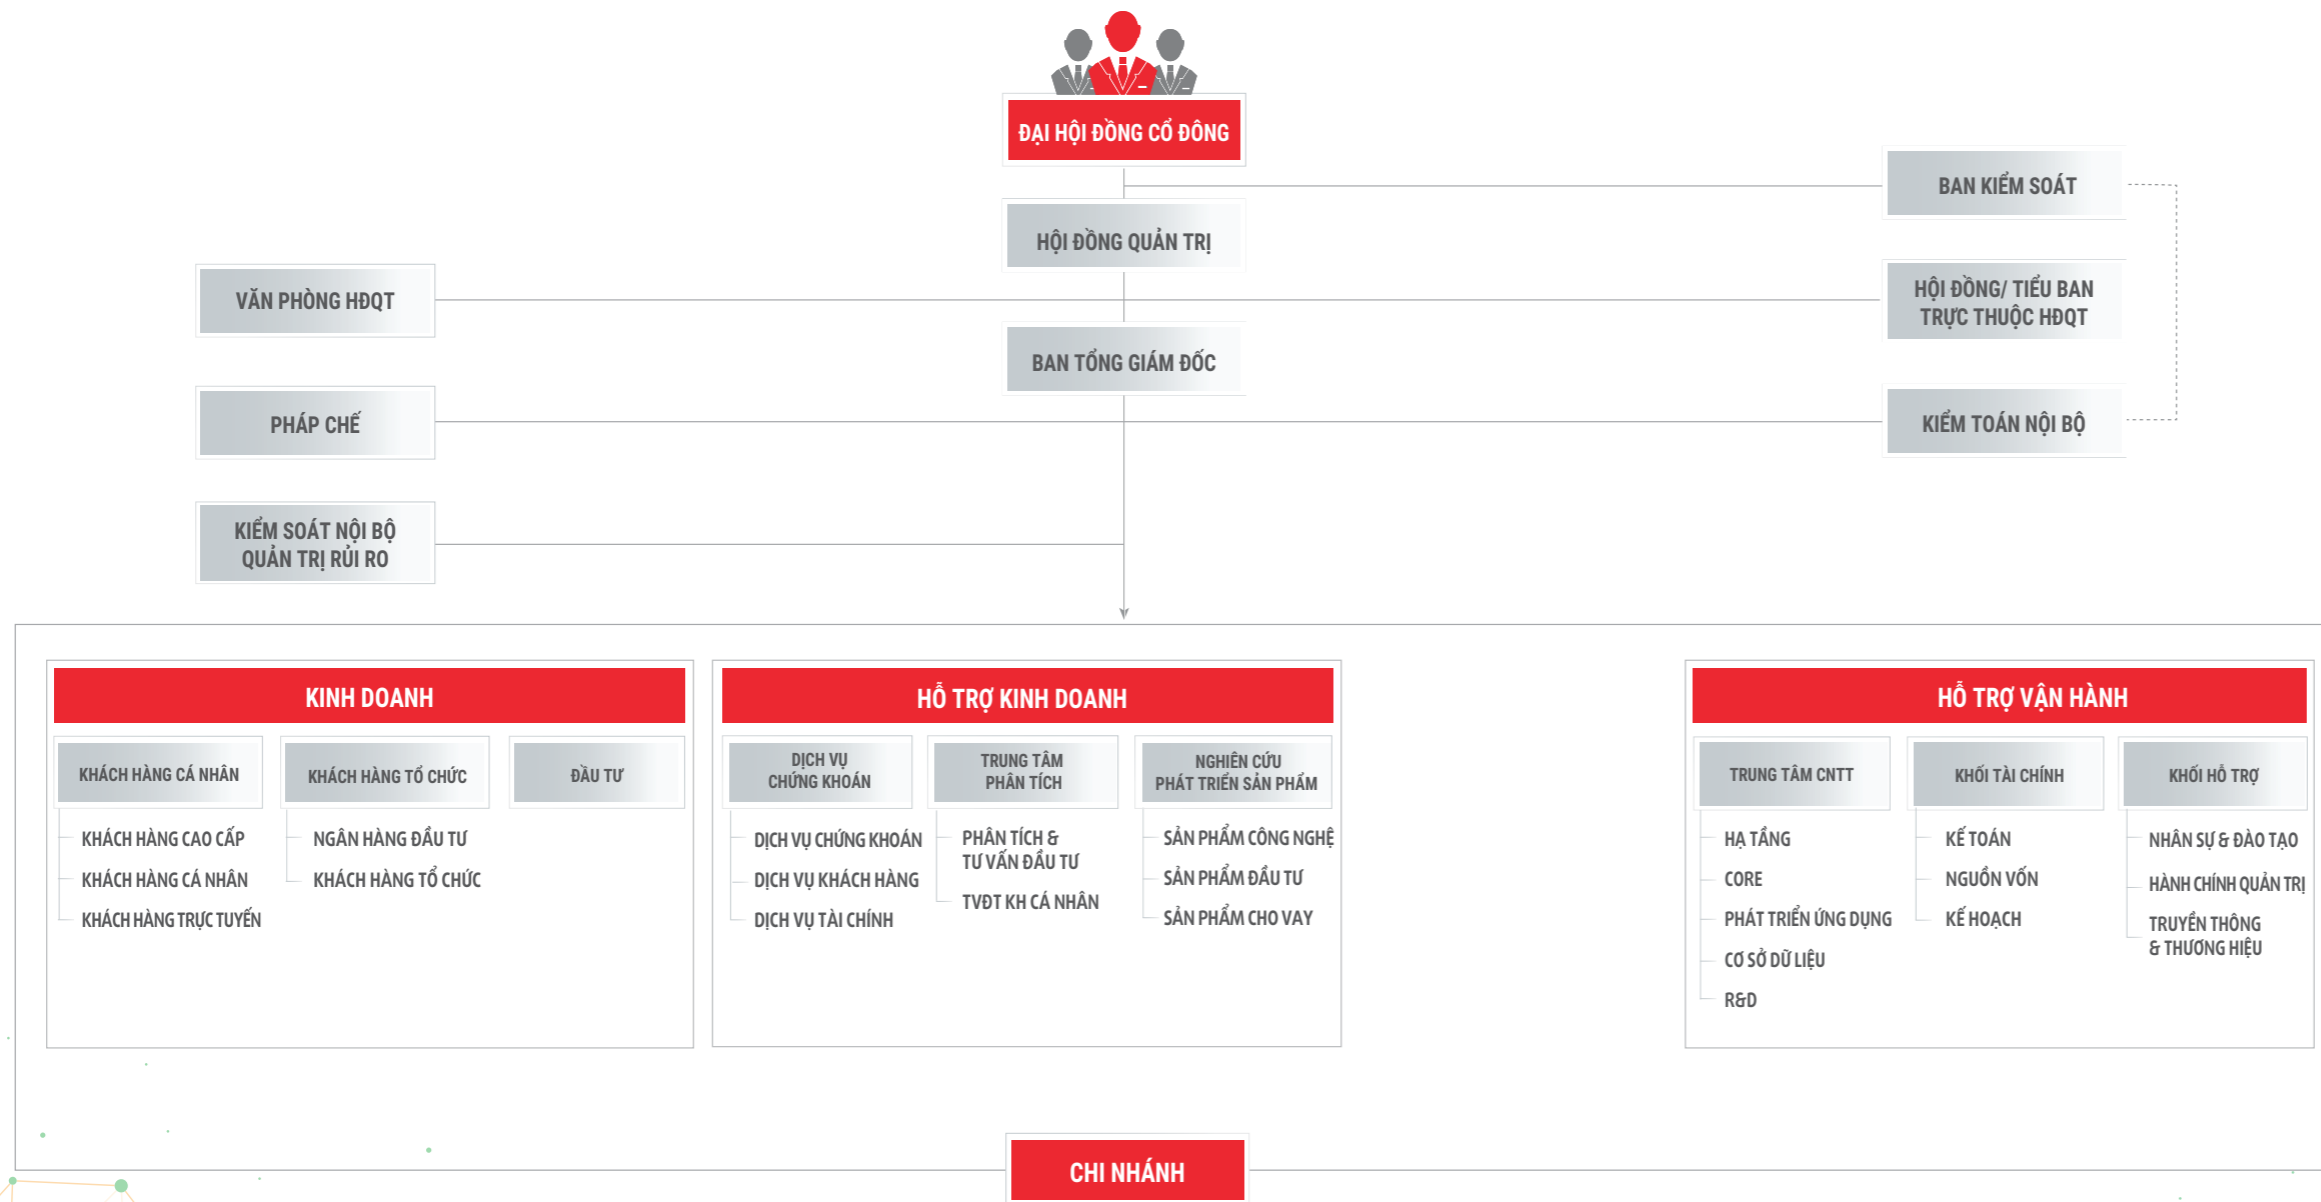 ĐẠI HỘI ĐỒNG CỔ ĐÔNG
BAN KIỂM SOÁT
HỘI ĐỒNG QUẢN TRỊ
VĂN PHÒNG HĐQT
HỘI ĐỒNG/ TIỂU BAN
TRỰC THUỘC HĐQT
BAN TỔNG GIÁM ĐỐC
PHÁP CHẾ
KIỂM TOÁN NỘI BỘ
KIỂM SOÁT NỘI BỘ
QUẢN TRỊ RỦI RO
KINH DOANH
KHÁCH HÀNG CÁ NHÂN
KHÁCH HÀNG CAO CẤP
KHÁCH HÀNG CÁ NHÂN
KHÁCH HÀNG TRỰC TUYẾN
KHÁCH HÀNG TỔ CHỨC
NGÂN HÀNG ĐẦU TƯ
KHÁCH HÀNG TỔ CHỨC
ĐẦU TƯ
HỖ TRỢ KINH DOANH
DỊCH VỤ
CHỨNG KHOÁN
DỊCH VỤ CHỨNG KHOÁN
DỊCH VỤ KHÁCH HÀNG
DỊCH VỤ TÀI CHÍNH
TRUNG TÂM
PHÂN TÍCH
PHÂN TÍCH &
TƯ VẤN ĐẦU TƯ
TVĐT KH CÁ NHÂN
NGHIÊN CỨU
PHÁT TRIỂN SẢN PHẨM
SẢN PHẨM CÔNG NGHỆ
SẢN PHẨM ĐẦU TƯ
SẢN PHẨM CHO VAY
HỖ TRỢ VẬN HÀNH
TRUNG TÂM CNTT
HẠ TẦNG
CORE
PHÁT TRIỂN ỨNG DỤNG
CƠ SỞ DỮ LIỆU
R&D
KHỐI TÀI CHÍNH
KẾ TOÁN
NGUỒN VỐN
KẾ HOẠCH
KHỐI HỖ TRỢ
NHÂN SỰ & ĐÀO TẠO
HÀNH CHÍNH QUẢN TRỊ
TRUYỀN THÔNG
& THƯƠNG HIỆU
CHI NHÁNH